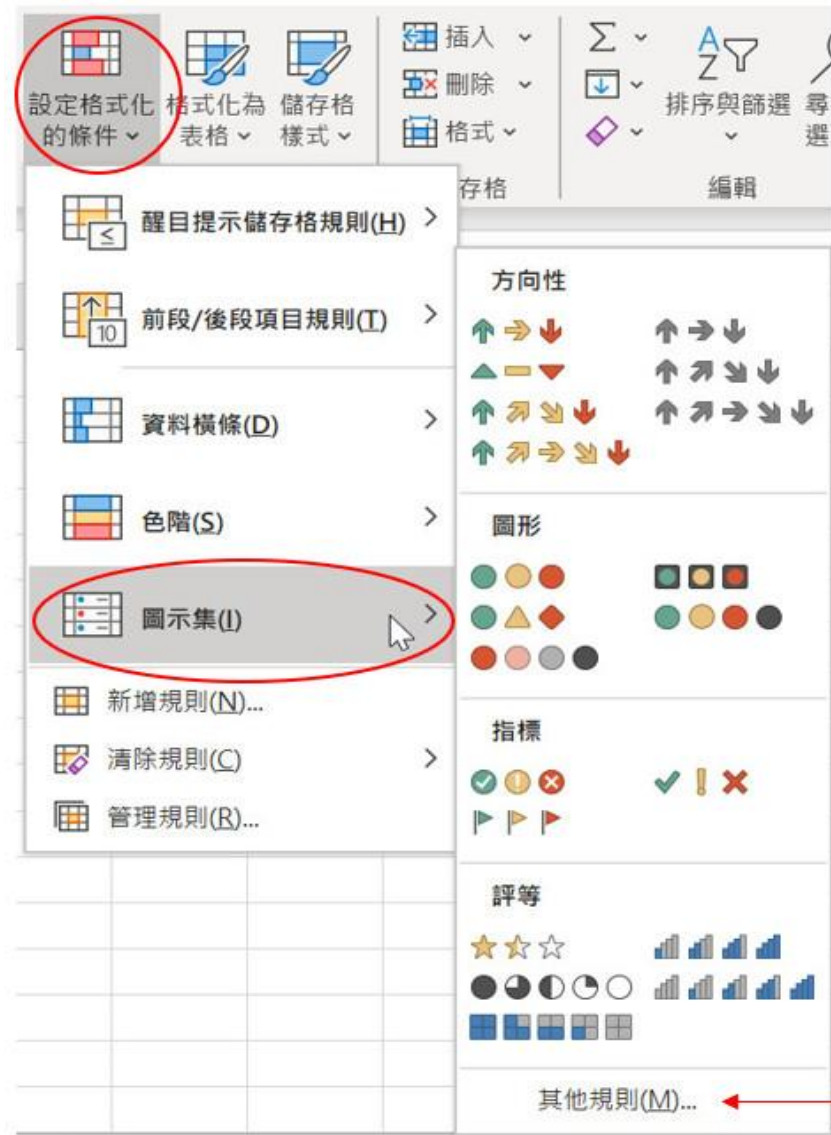 設定格式化
的條件
格式化為
表格
儲存格
樣式
插入
刪除
格式
排序與篩選
存格
編輯
醒目提示儲存格規則(H)
前段/後段項目規則(T)
10
資料橫條(D)
色階(S)
圖示集(I)
新增規則(N)...
清除規則(C)
管理規則(R)...
方向性
圖形
指標
評等
其他規則(M)...